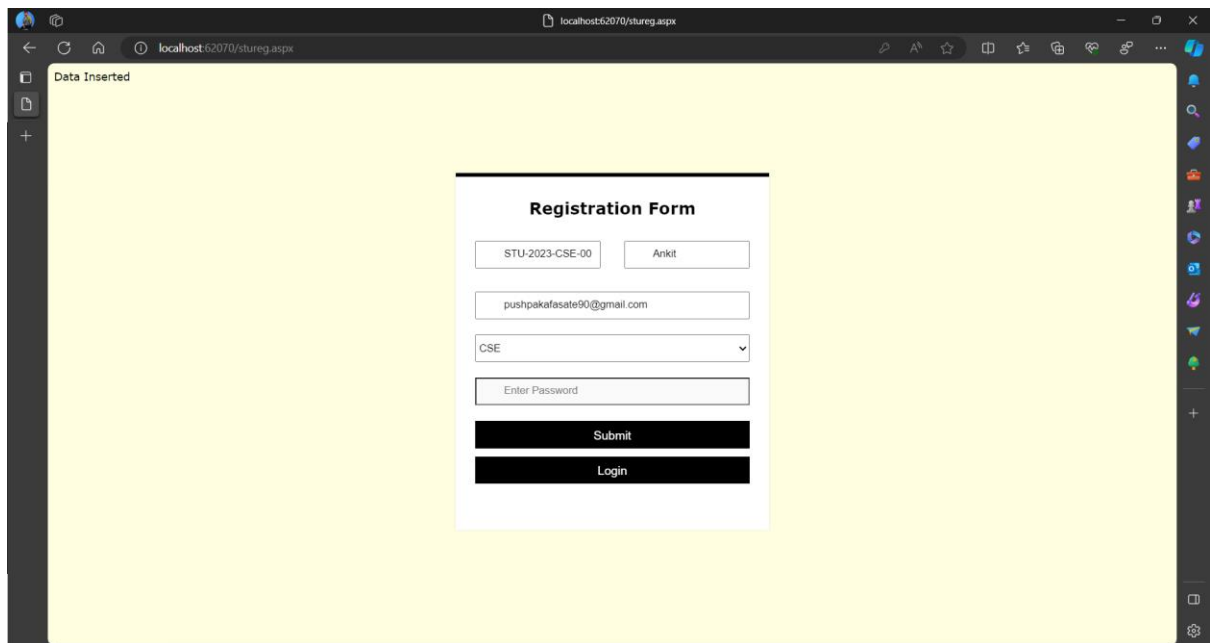 localhost:62070/stureg.aspx
localhost:62070/stureg.aspx
Data Inserted
Registration Form
STU-2023-CSE-00 Ankit
pushpakafasate90@gmail.com
CSE
Enter Password
Submit
Login